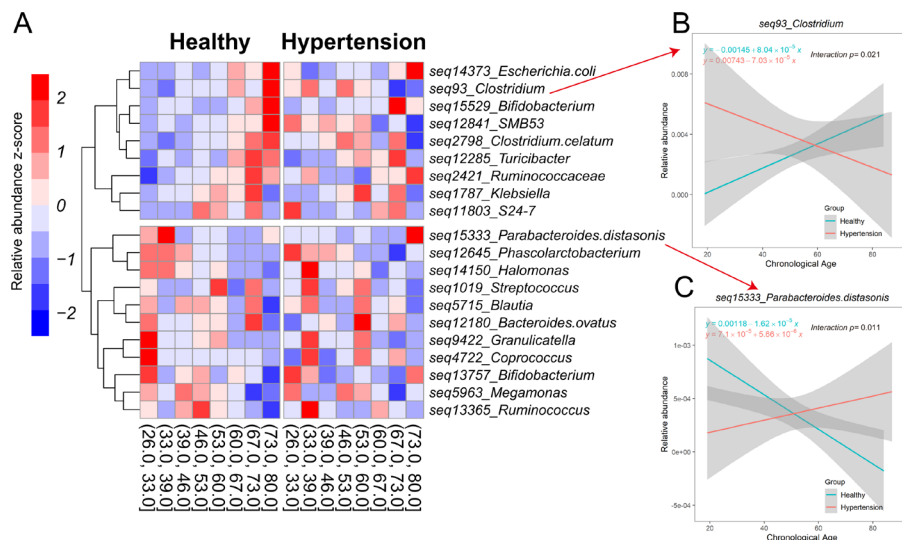 A
Healthy
Hypertension
Relative abundance z-score
2
1
0
−1
−2
seq14373_Escherichia.coli
seq93_Clostridium
seq15529_Bifidobacterium
seq12841_SMB53
seq2798_Clostridium.celatum
seq12285_Turicibacter
seq2421_Ruminococcaceae
seq1787_Klebsiella
seq11803_S24-7
seq15333_Parabacteroides.distasonis
seq12645_Phascolarctobacterium
seq14150_Halomonas
seq1019_Streptococcus
seq5715_Blautia
seq12180_Bacteroides.ovatus
seq9422_Granulicatella
seq4722_Coprococcus
seq13757_Bifidobacterium
seq5963_Megamonas
seq13365_Ruminococcus
(26.0, 33.0]
(33.0, 39.0]
(39.0, 46.0]
(46.0, 53.0]
(53.0, 60.0]
(60.0, 67.0]
(67.0, 73.0]
(73.0, 80.0]
(26.0, 33.0]
(33.0, 39.0]
(39.0, 46.0]
(46.0, 53.0]
(53.0, 60.0]
(60.0, 67.0]
(67.0, 73.0]
(73.0, 80.0]
B
seq93_Clostridium
Interaction p= 0.021
Relative abundance
0.008
0.004
0.000
20
40
60
80
Chronological Age
Group
Healthy
Hypertension
C
seq15333_Parabacteroides.distasonis
Interaction p= 0.011
Relative abundance
1e−03
5e−04
0e+00
−5e−04
20
40
60
80
Chronological Age
Group
Healthy
Hypertension